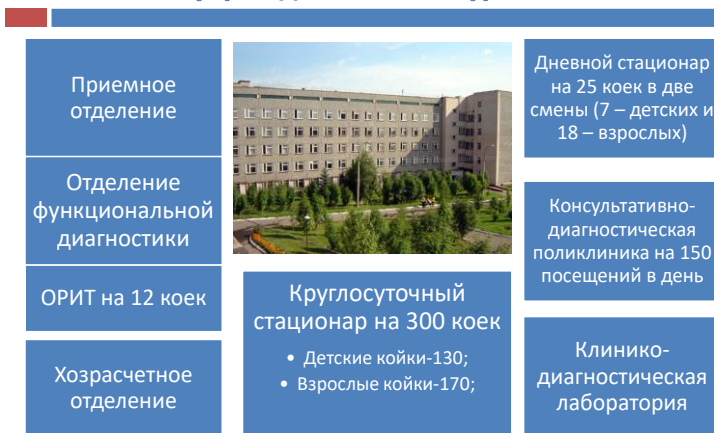 Приемное
отделение
Отделение
функциональной
диагностики
ОРИТ на 12 коек
Хозрасчетное
отделение
Круглосуточный
стационар на 300 коек
• Детские койки-130;
• Взрослые койки-170;
Дневной стационар
на 25 коек в две
смены (7 – детских и
18 – взрослых)
Консультативно-
диагностическая
поликлиника на 150
посещений в день
Клинико-
диагностическая
лаборатория